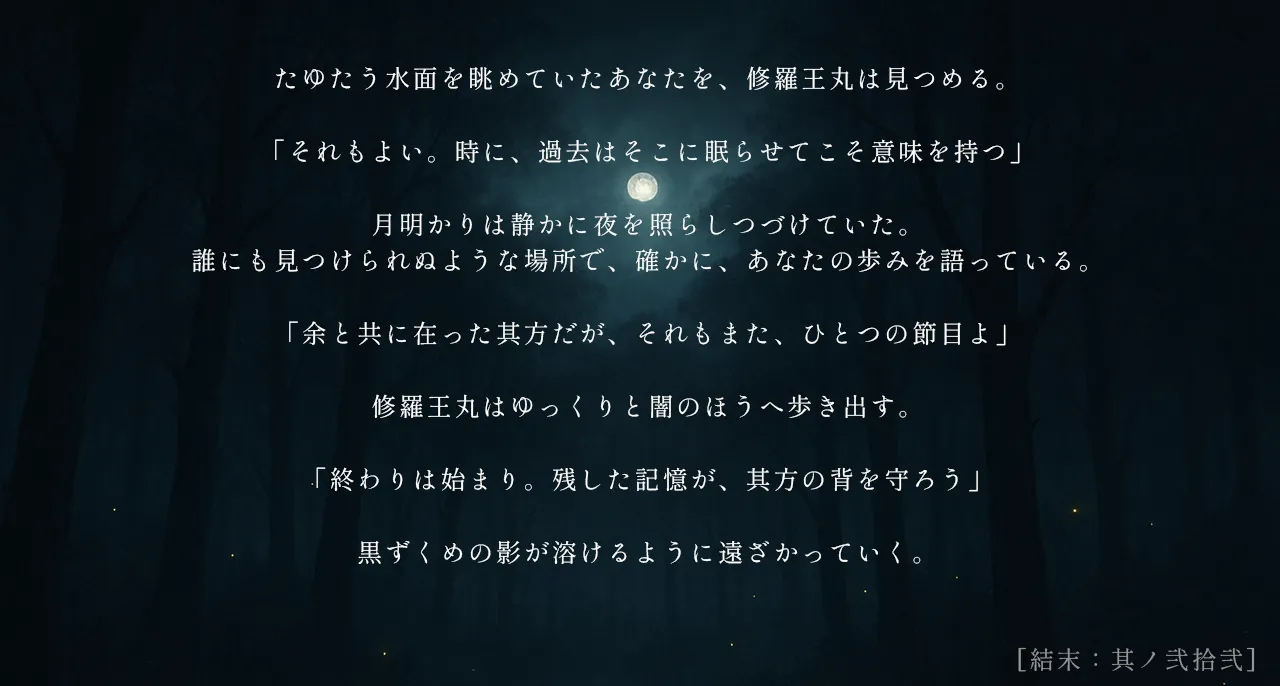 たゆたう水面を眺めていたあなたを、修羅王丸は見つめる。
「それもよい。時に、過去はそこに眠らせてこそ意味を持つ」
月明かりは静かに夜を照らしつづけていた。
誰にも見つけられぬような場所で、確かに、あなたの歩みを語っている。
「余と共に在った其方だが、それもまた、ひとつの節目よ」
修羅王丸はゆっくりと闇のほうへ歩き出す。
「終わりは始まり。残した記憶が、其方の背を守ろう」
黒ずくめの影が溶けるように遠ざかっていく。
[結末：其ノ弐拾弐]